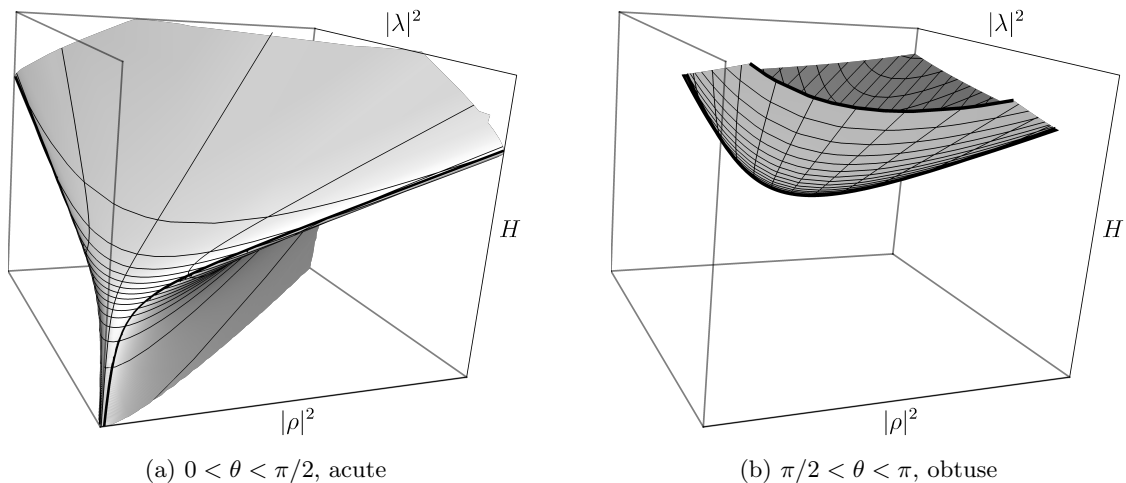 |λ|²
H
|ρ|²
(a) 0 < θ < π/2, acute
|λ|²
H
|ρ|²
(b) π/2 < θ < π, obtuse